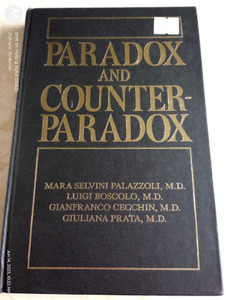 PARADOX
AND
COUNTER-
PARADOX
MARA SELVINI PALAZZOLI, M.D.
LUIGI BOSCOLO, M.D.
GIANFRANCO CECCHIN, M.D.
GIULIANA PRATA, M.D.